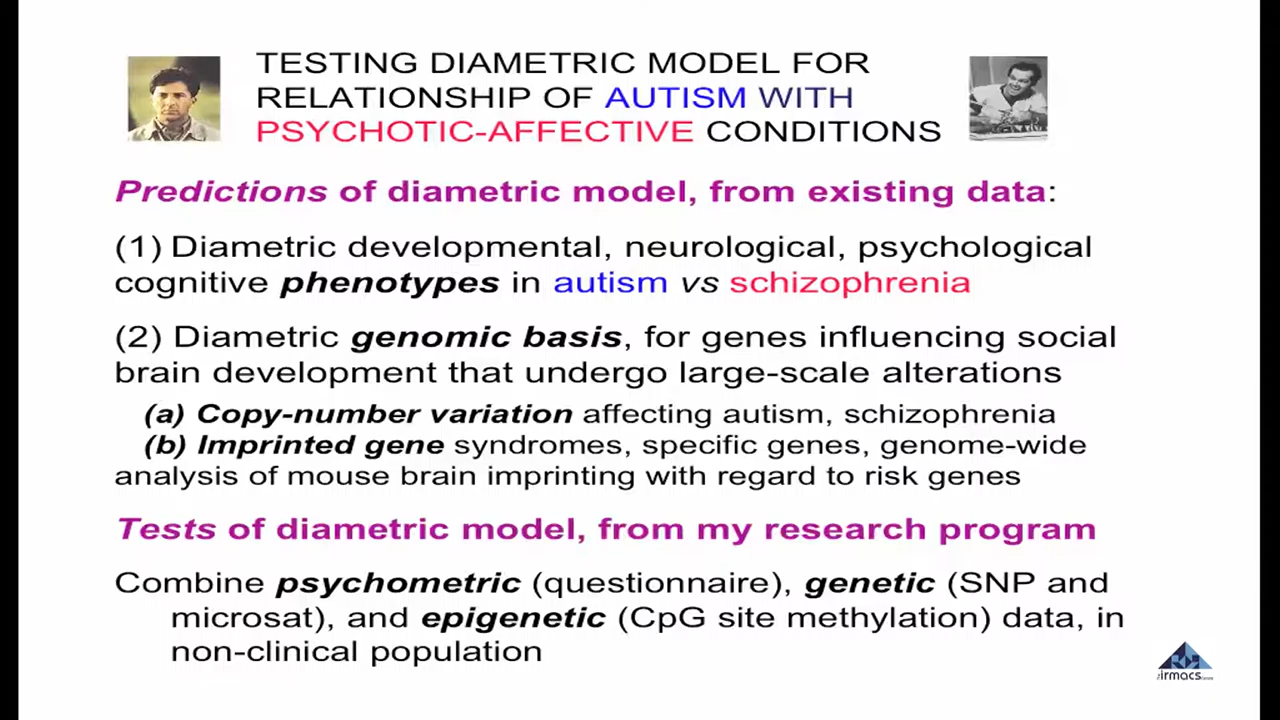 TESTING DIAMETRIC MODEL FOR
RELATIONSHIP OF AUTISM WITH
PSYCHOTIC-AFFECTIVE CONDITIONS
Predictions of diametric model, from existing data:
(1) Diametric developmental, neurological, psychological
cognitive phenotypes in autism vs schizophrenia
(2) Diametric genomic basis, for genes influencing social
brain development that undergo large-scale alterations
(a) Copy-number variation affecting autism, schizophrenia
(b) Imprinted gene syndromes, specific genes, genome-wide
analysis of mouse brain imprinting with regard to risk genes
Tests of diametric model, from my research program
Combine psychometric (questionnaire), genetic (SNP and
microsat), and epigenetic (CpG site methylation) data, in
non-clinical population
irmacs